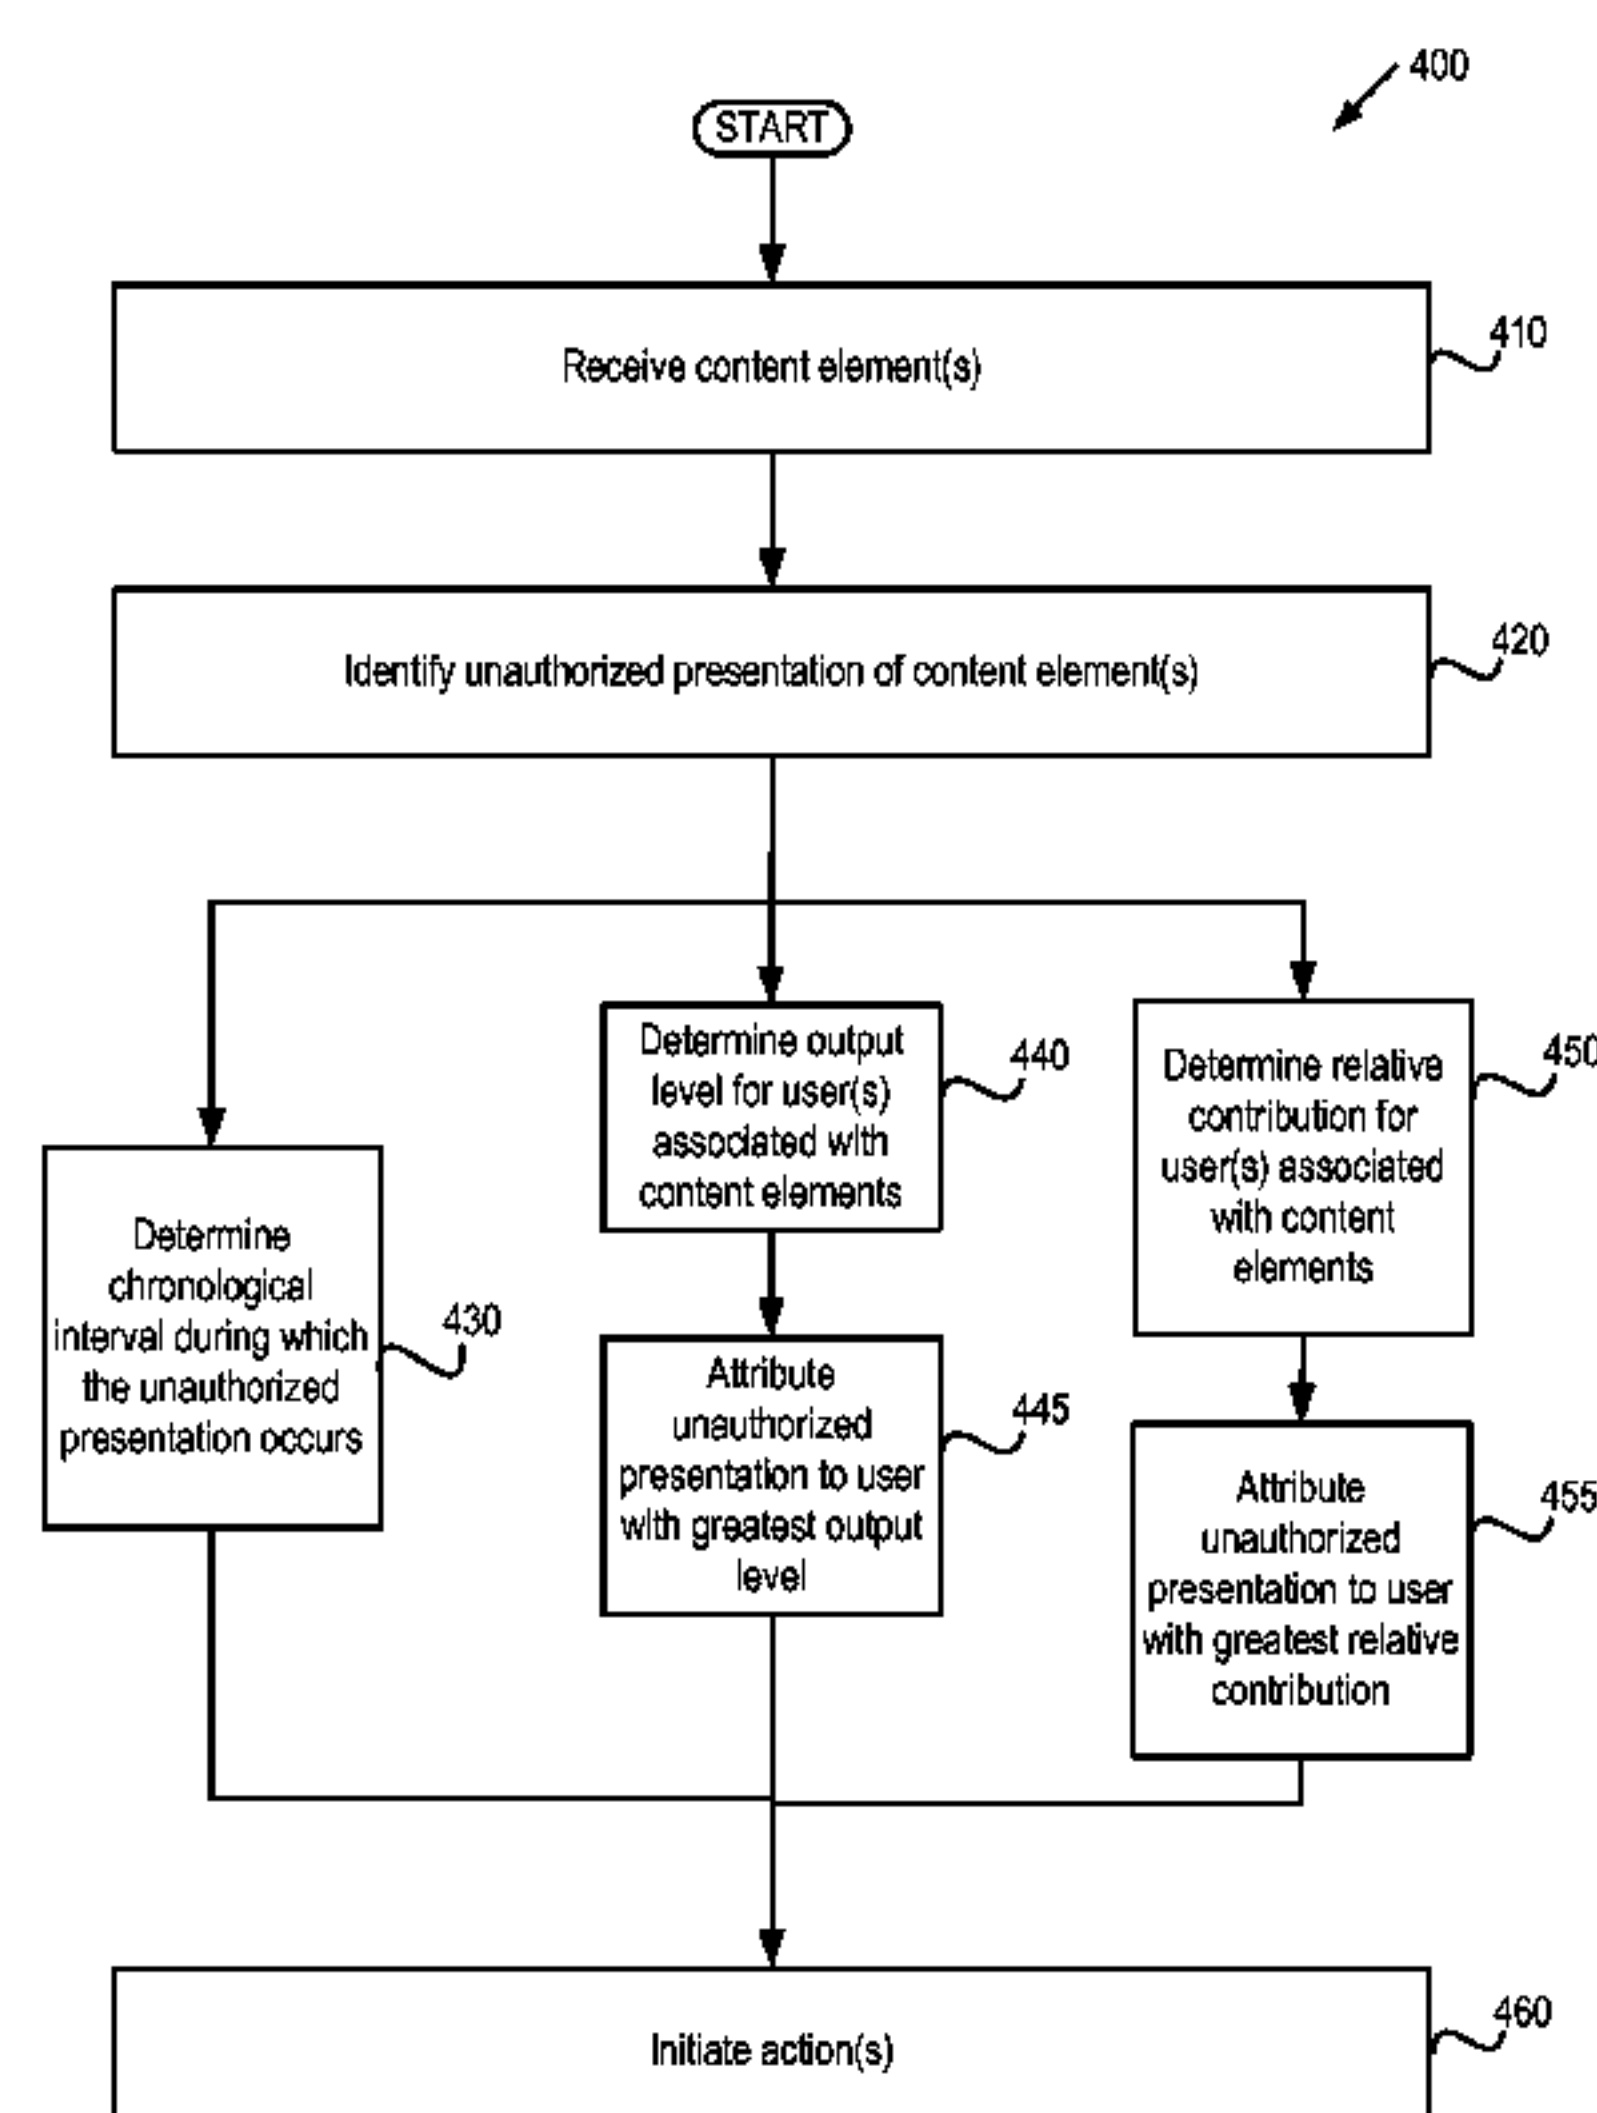 400
START
410
Receive content element(s)
420
Identify unauthorized presentation of content element(s)
430
Determine
chronological
interval during which
the unauthorized
presentation occurs
440
Determine output
level for user(s)
associated with
content elements
445
Attribute
unauthorized
presentation to user
with greatest output
level
450
Determine relative
contribution for
user(s) associated
with content
elements
455
Attribute
unauthorized
presentation to user
with greatest relative
contribution
460
Initiate action(s)